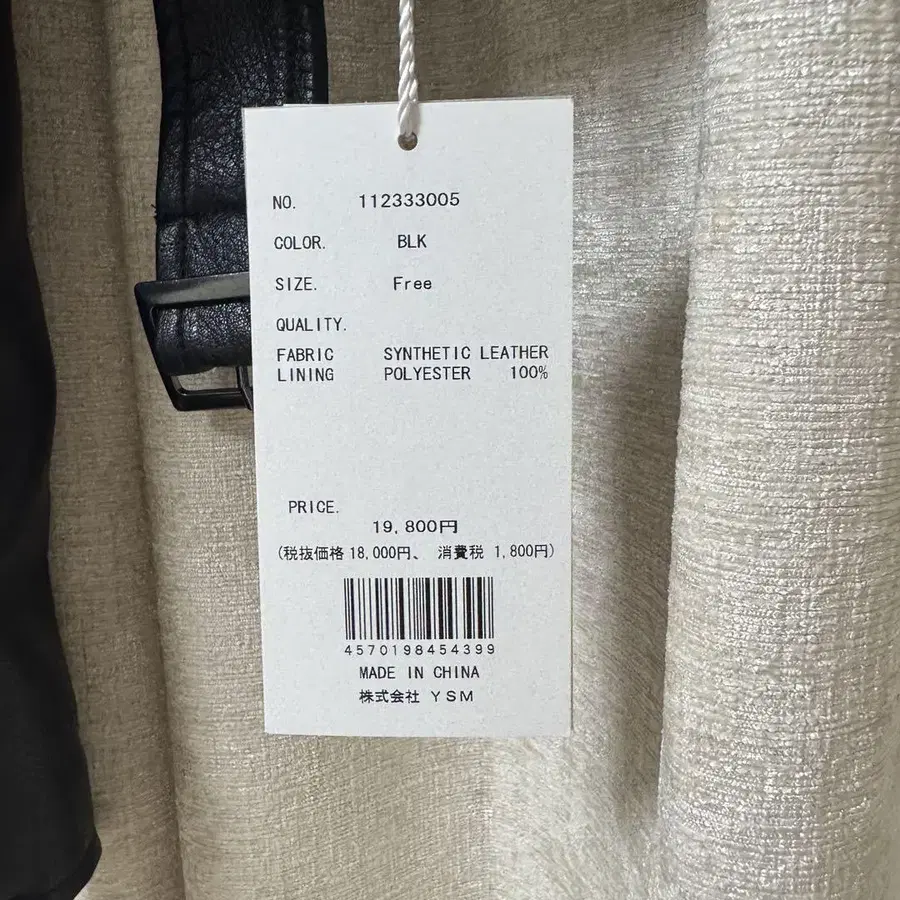 NO. 112333005
COLOR. BLK
SIZE. Free
QUALITY.
FABRIC SYNTHETIC LEATHER
LINING POLYESTER 100%
PRICE.
19,800円
(税抜価格 18,000円、 消費税 1,800円)
4570198454399
MADE IN CHINA
株式会社 YSM